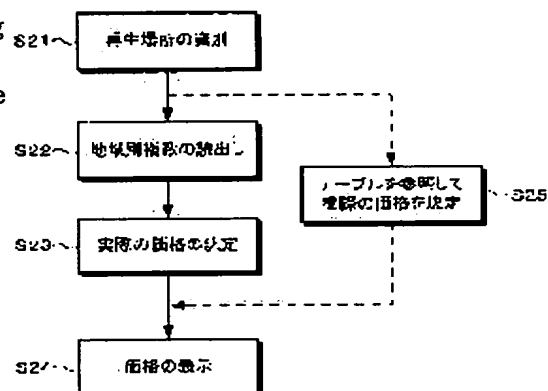 g
e
S21
再生場所の識別
S22
地域別指数の読出し
S23
実際の価格の決定
テーブルを参照して
実際の価格を決定
S25
S24
価格の表示